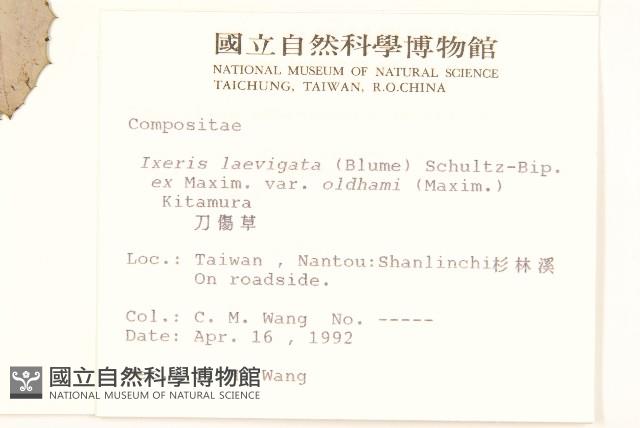 國立自然科學博物館
NATIONAL MUSEUM OF NATURAL SCIENCE
TAICHUNG, TAIWAN, R.O.CHINA
Compositae
Ixeris laevigata (Blume) Schultz-Bip.
ex Maxim. var. oldhami (Maxim.)
Kitamura
刀傷草
Loc.: Taiwan , Nantou:Shanlinchi杉林溪
On roadside.
Col.: C. M. Wang No. -----
Date: Apr. 16 , 1992
Wang
國立自然科學博物館
NATIONAL MUSEUM OF NATURAL SCIENCE